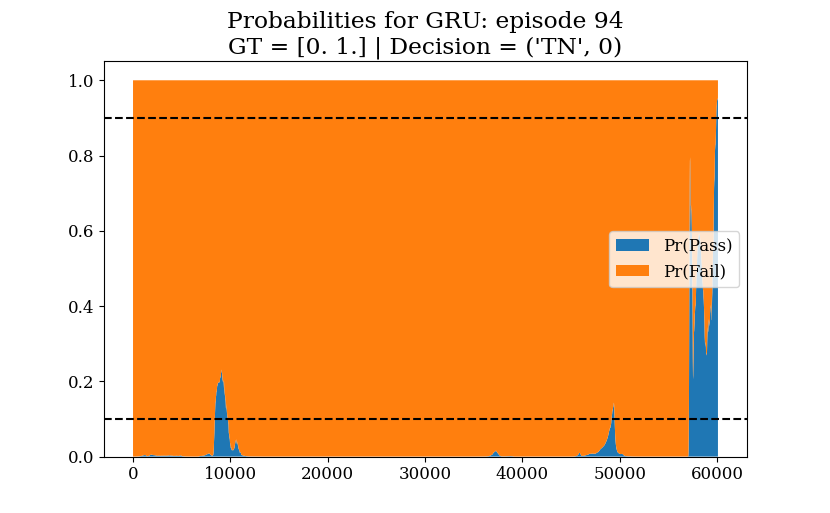 Probabilities for GRU: episode 94
GT = [0. 1.] | Decision = ('TN', 0)
1.0
0.8
0.6
0.4
0.2
0.0
Pr(Pass)
Pr(Fail)
0 10000 20000 30000 40000 50000 60000